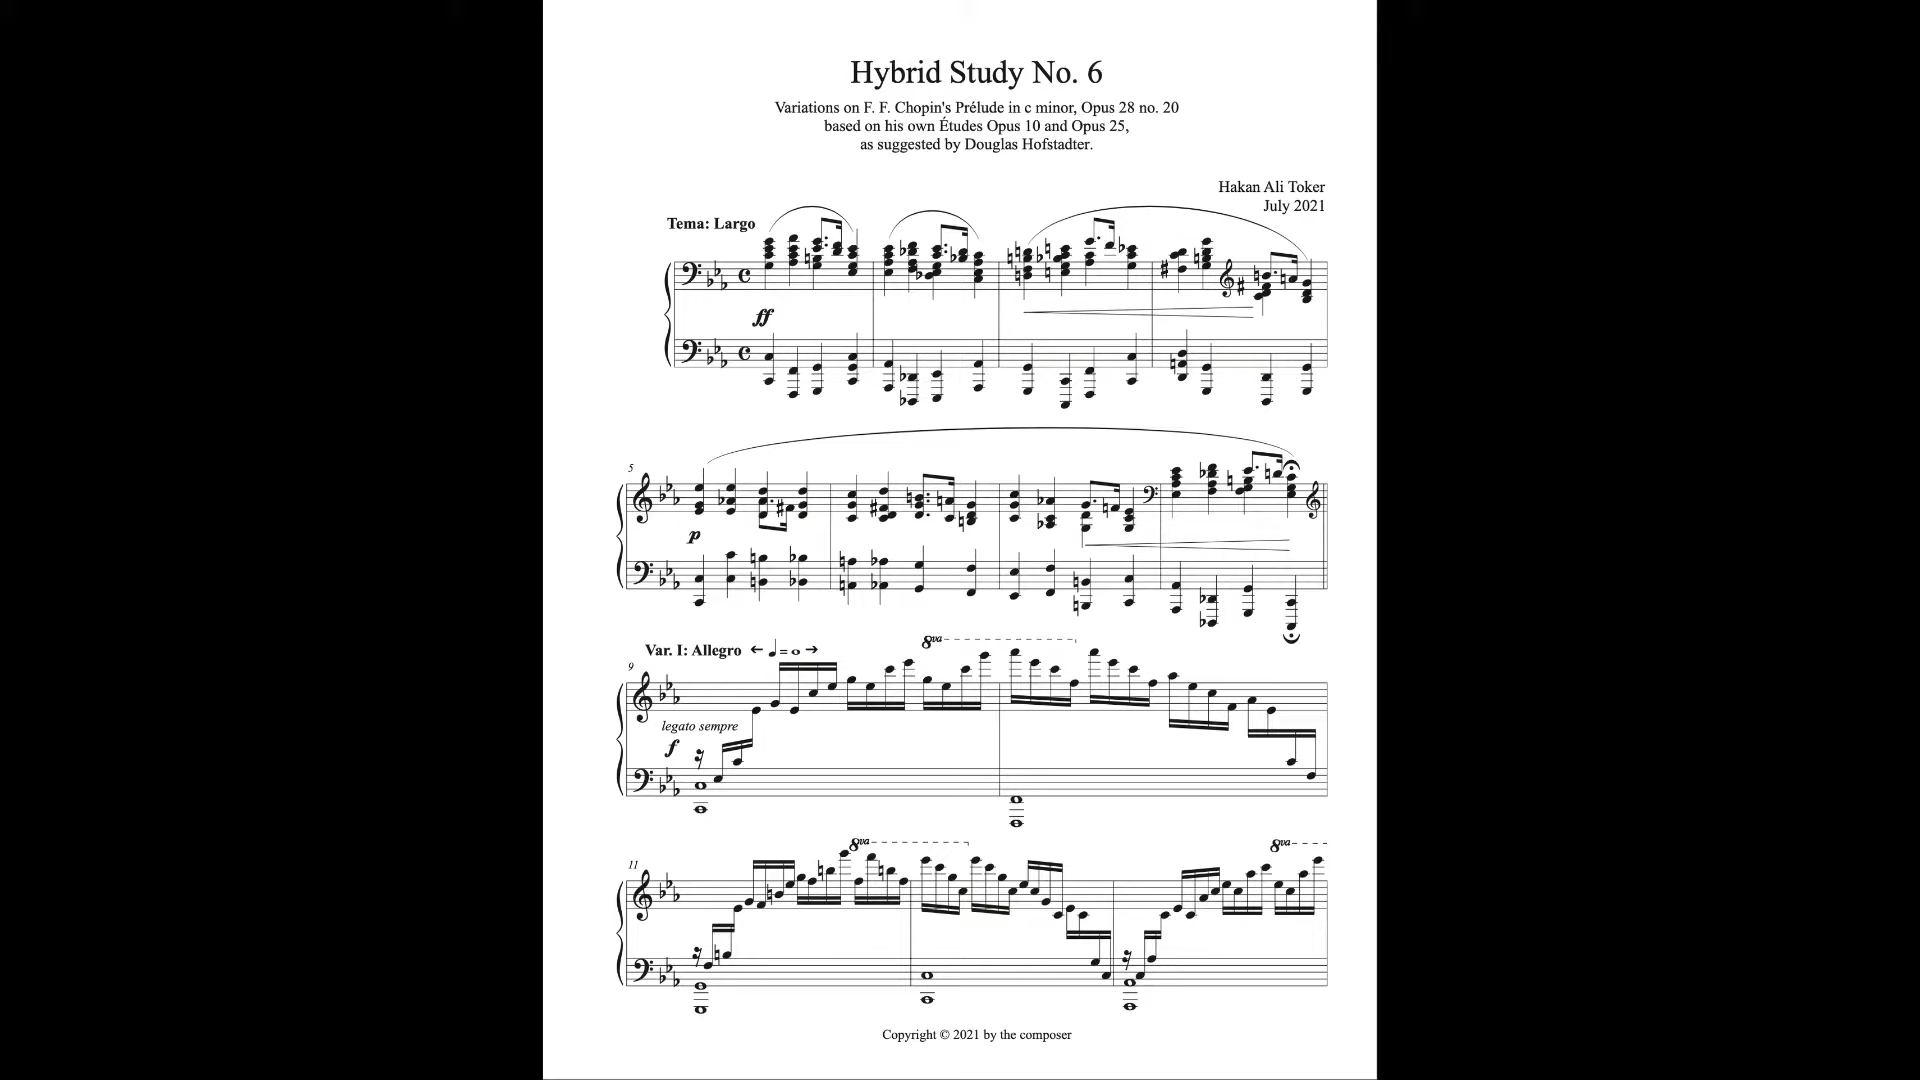 Hybrid Study No. 6
Variations on F. F. Chopin's Prélude in c minor, Opus 28 no. 20
based on his own Études Opus 10 and Opus 25,
as suggested by Douglas Hofstadter.
Hakan Ali Toker
July 2021
Tema: Largo
ff
5
p
Var. I: Allegro
8va
9
legato sempre
f
11
8va
8va
Copyright © 2021 by the composer